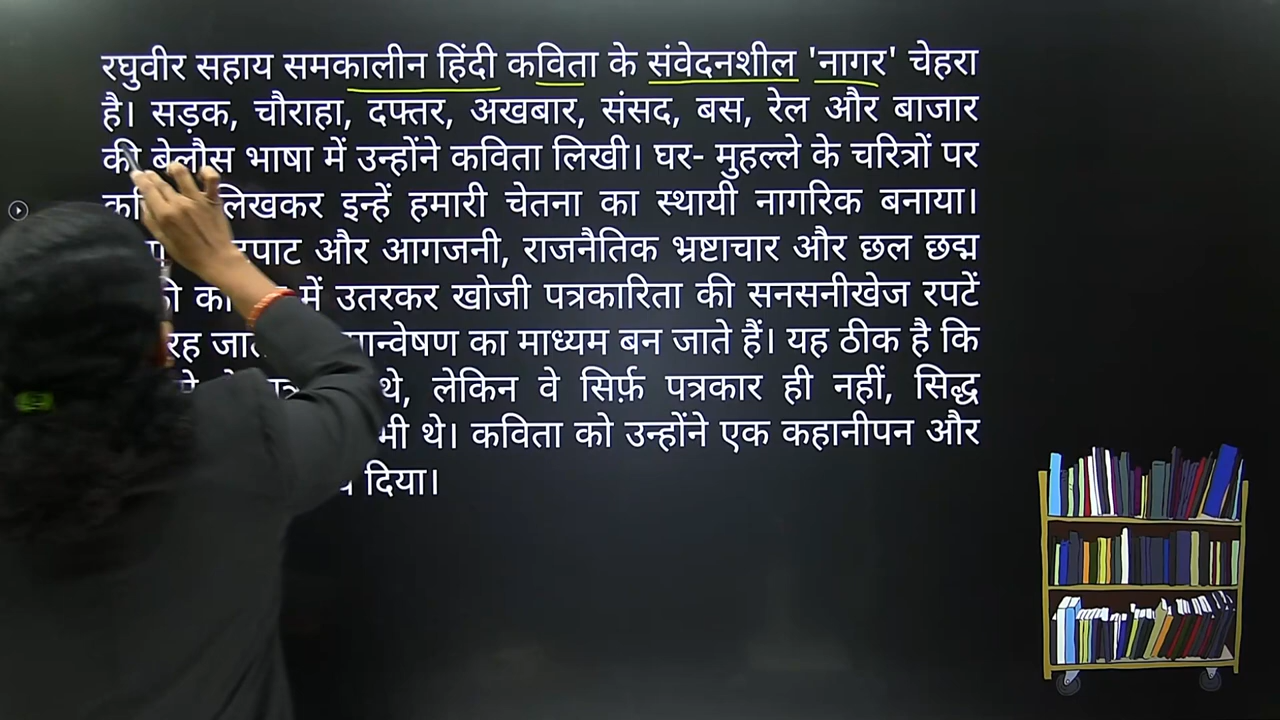 रघुवीर सहाय समकालीन हिंदी कविता के संवेदनशील 'नागर' चेहरा
है। सड़क, चौराहा, दफ्तर, अखबार, संसद, बस, रेल और बाजार
की बेलौस भाषा में उन्होंने कविता लिखी। घर- मुहल्ले के चरित्रों पर
लिखकर इन्हें हमारी चेतना का स्थायी नागरिक बनाया।
और आगजनी, राजनैतिक भ्रष्टाचार और छल छद्म
में उतरकर खोजी पत्रकारिता की सनसनीखेज रपटें
का माध्यम बन जाते हैं। यह ठीक है कि
थे, लेकिन वे सिर्फ़ पत्रकार ही नहीं, सिद्ध
भी थे। कविता को उन्होंने एक कहानीपन और
दिया।